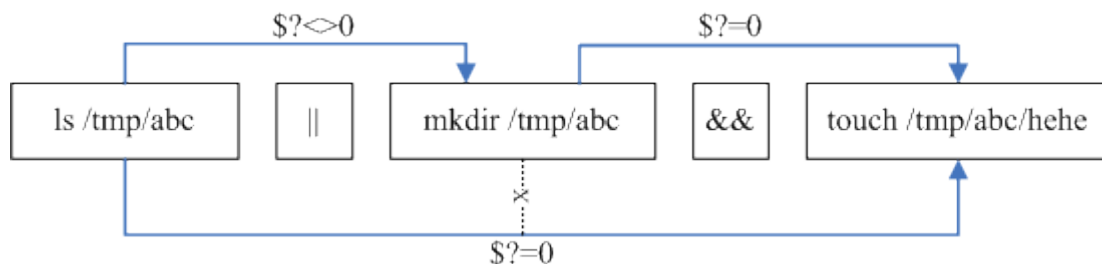 $?<>0
$?=0
ls /tmp/abc
||
mkdir /tmp/abc
&&
touch /tmp/abc/hehe
x
$?=0